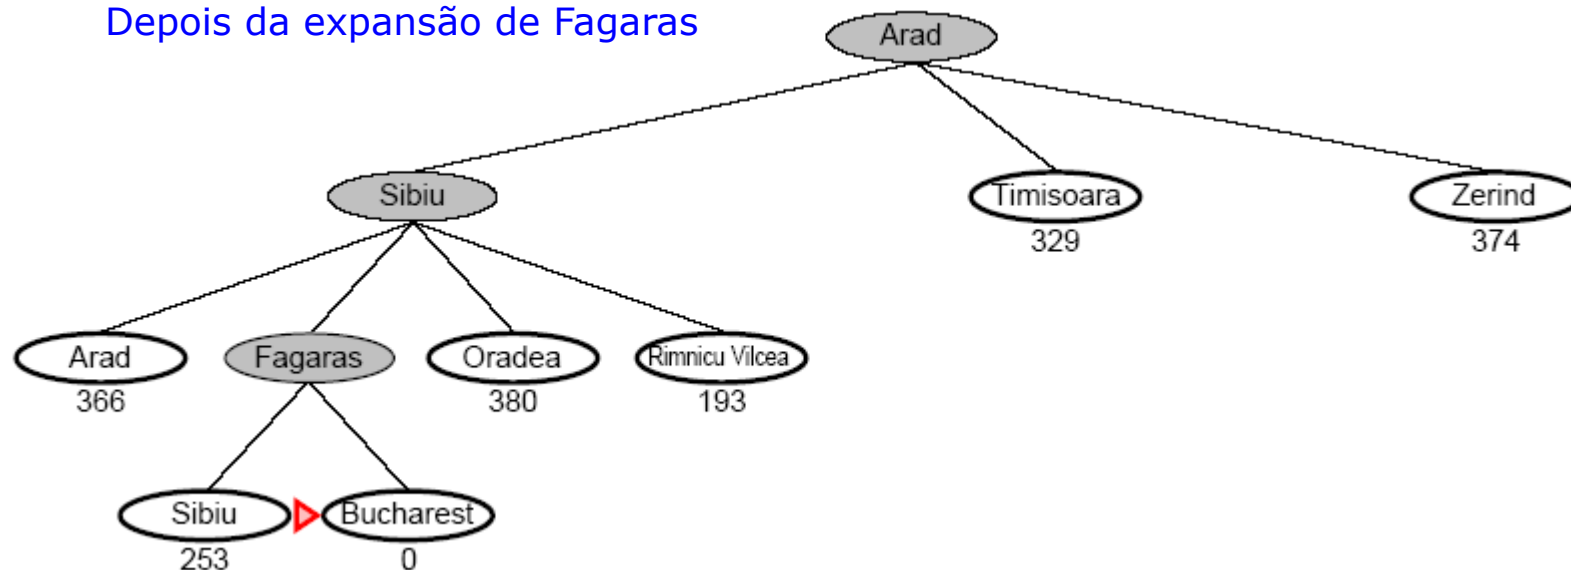 Depois da expansão de Fagaras
Arad
Sibiu
Timisoara
Zerind
329
374
Arad
Fagaras
Oradea
Rimnicu Vilcea
366
380
193
Sibiu
Bucharest
253
0